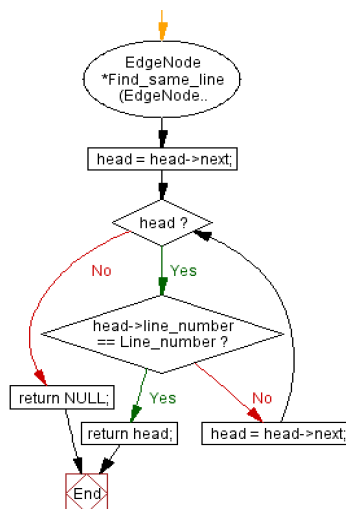 EdgeNode
*Find_same_line
(EdgeNode..
head = head->next;
head ?
No
Yes
head->line_number
== Line_number ?
Yes
No
return NULL;
return head;
head = head->next;
End